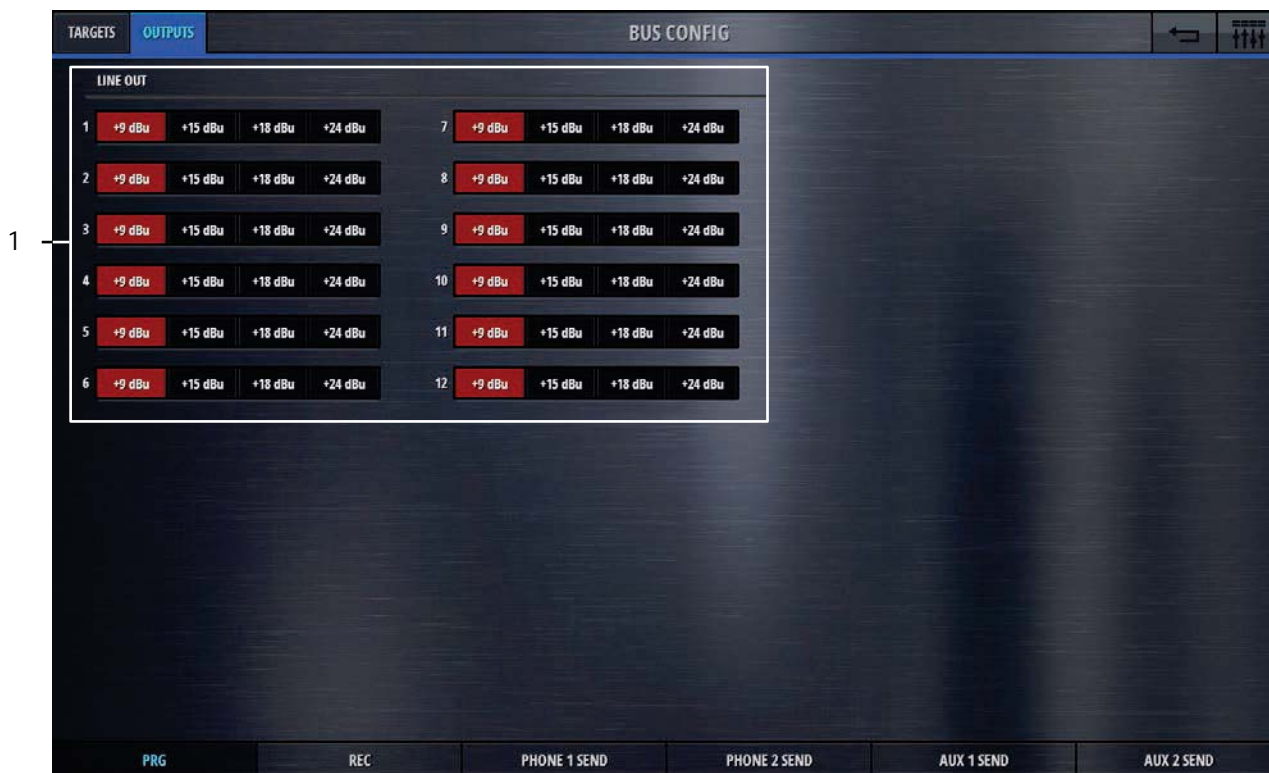 TARGETS OUTPUTS BUS CONFIG
LINE OUT
1 +9 dBu +15 dBu +18 dBu +24 dBu 7 +9 dBu +15 dBu +18 dBu +24 dBu
2 +9 dBu +15 dBu +18 dBu +24 dBu 8 +9 dBu +15 dBu +18 dBu +24 dBu
1
3 +9 dBu +15 dBu +18 dBu +24 dBu 9 +9 dBu +15 dBu +18 dBu +24 dBu
4 +9 dBu +15 dBu +18 dBu +24 dBu 10 +9 dBu +15 dBu +18 dBu +24 dBu
5 +9 dBu +15 dBu +18 dBu +24 dBu 11 +9 dBu +15 dBu +18 dBu +24 dBu
6 +9 dBu +15 dBu +18 dBu +24 dBu 12 +9 dBu +15 dBu +18 dBu +24 dBu
PRG REC PHONE 1 SEND PHONE 2 SEND AUX 1 SEND AUX 2 SEND